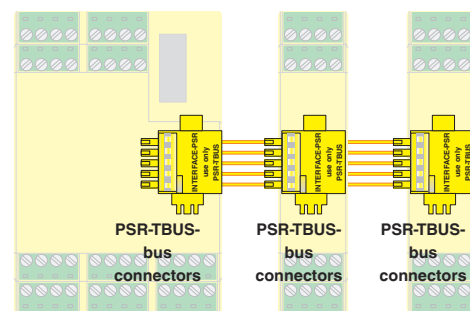 INTERFACE-PSR
use only
PSR-TBUS
INTERFACE-PSR
use only
PSR-TBUS
INTERFACE-PSR
use only
PSR-TBUS
PSR-TBUS-
bus
connectors
PSR-TBUS-
bus
connectors
PSR-TBUS-
bus
connectors